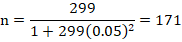 n = 299 / 1 + 299(0.05)² = 171